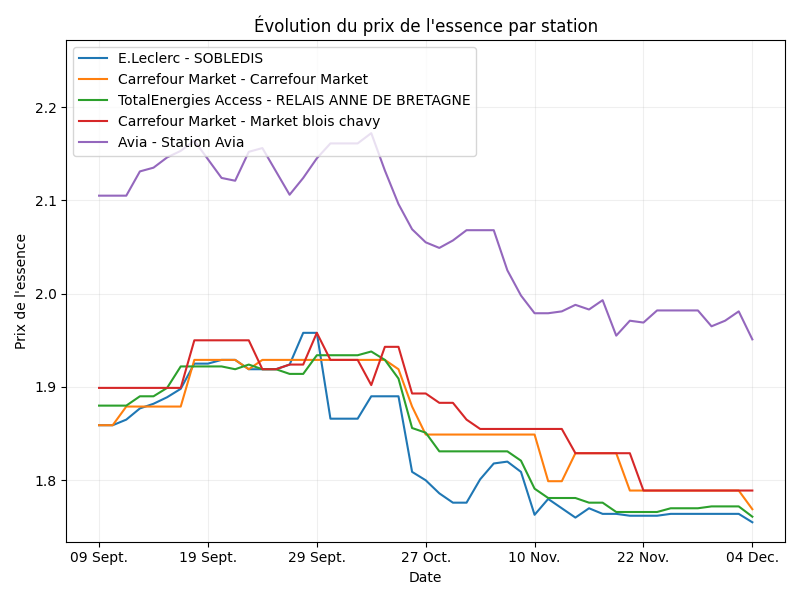 Évolution du prix de l'essence par station
E.Leclerc - SOBLEDIS
Carrefour Market - Carrefour Market
TotalEnergies Access - RELAIS ANNE DE BRETAGNE
Carrefour Market - Market blois chavy
Avia - Station Avia
Prix de l'essence
2.2
2.1
2.0
1.9
1.8
09 Sept.
19 Sept.
29 Sept.
27 Oct.
10 Nov.
22 Nov.
04 Dec.
Date